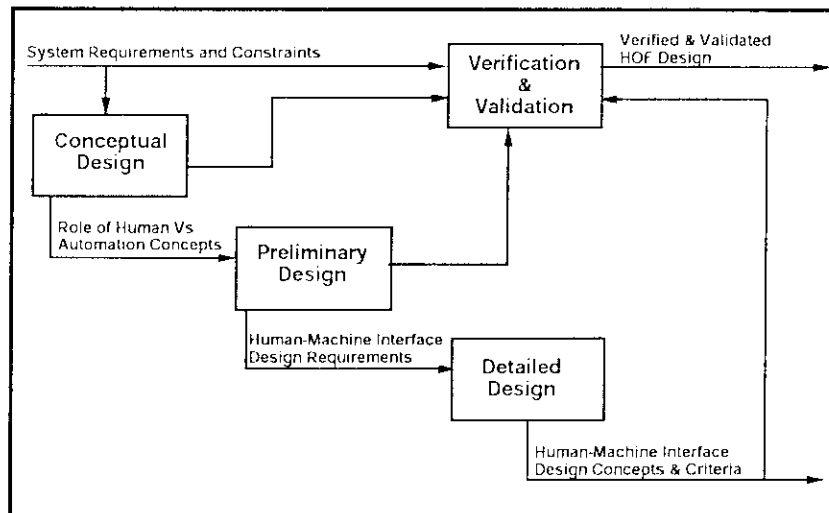 System Requirements and Constraints
Verified & Validated
HOF Design
Verification
&
Validation
Conceptual
Design
Role of Human Vs
Automation Concepts
Preliminary
Design
Human-Machine Interface
Design Requirements
Detailed
Design
Human-Machine Interface
Design Concepts & Criteria